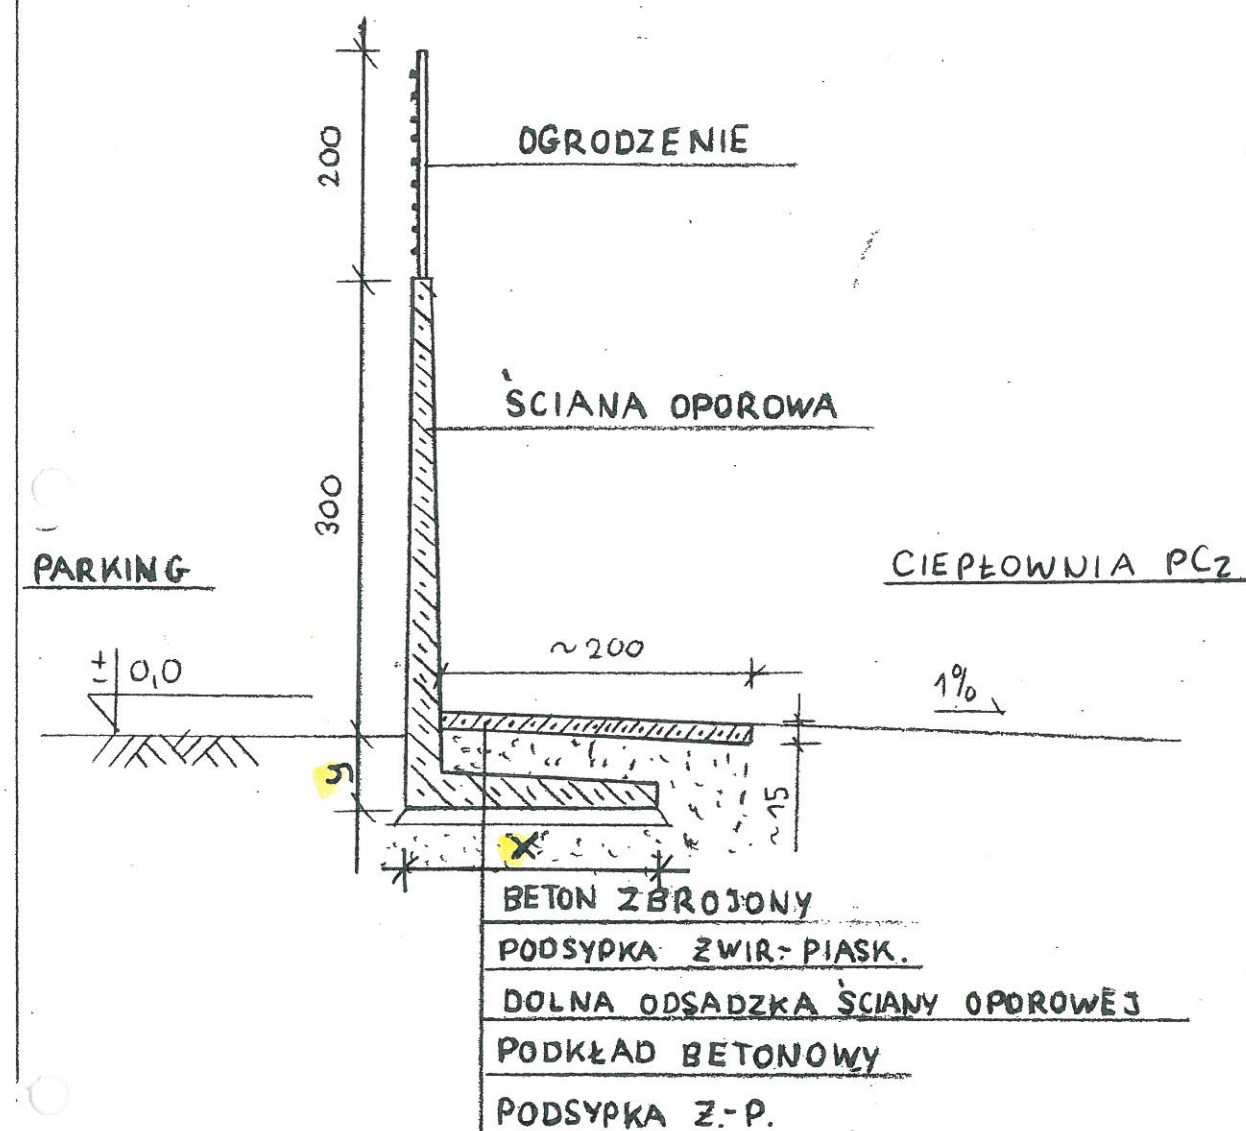 200
OGRODZENIE
ŚCIANA OPOROWA
300
PARKING
CIEPŁOWNIA PCz
~200
± 0,0
1%
y
~15
x
BETON ZBROJONY
PODSYPKA ŻWIR.-PIASK.
DOLNA ODSADZKA ŚCIANY OPOROWEJ
PODKŁAD BETONOWY
PODSYPKA Ż.-P.